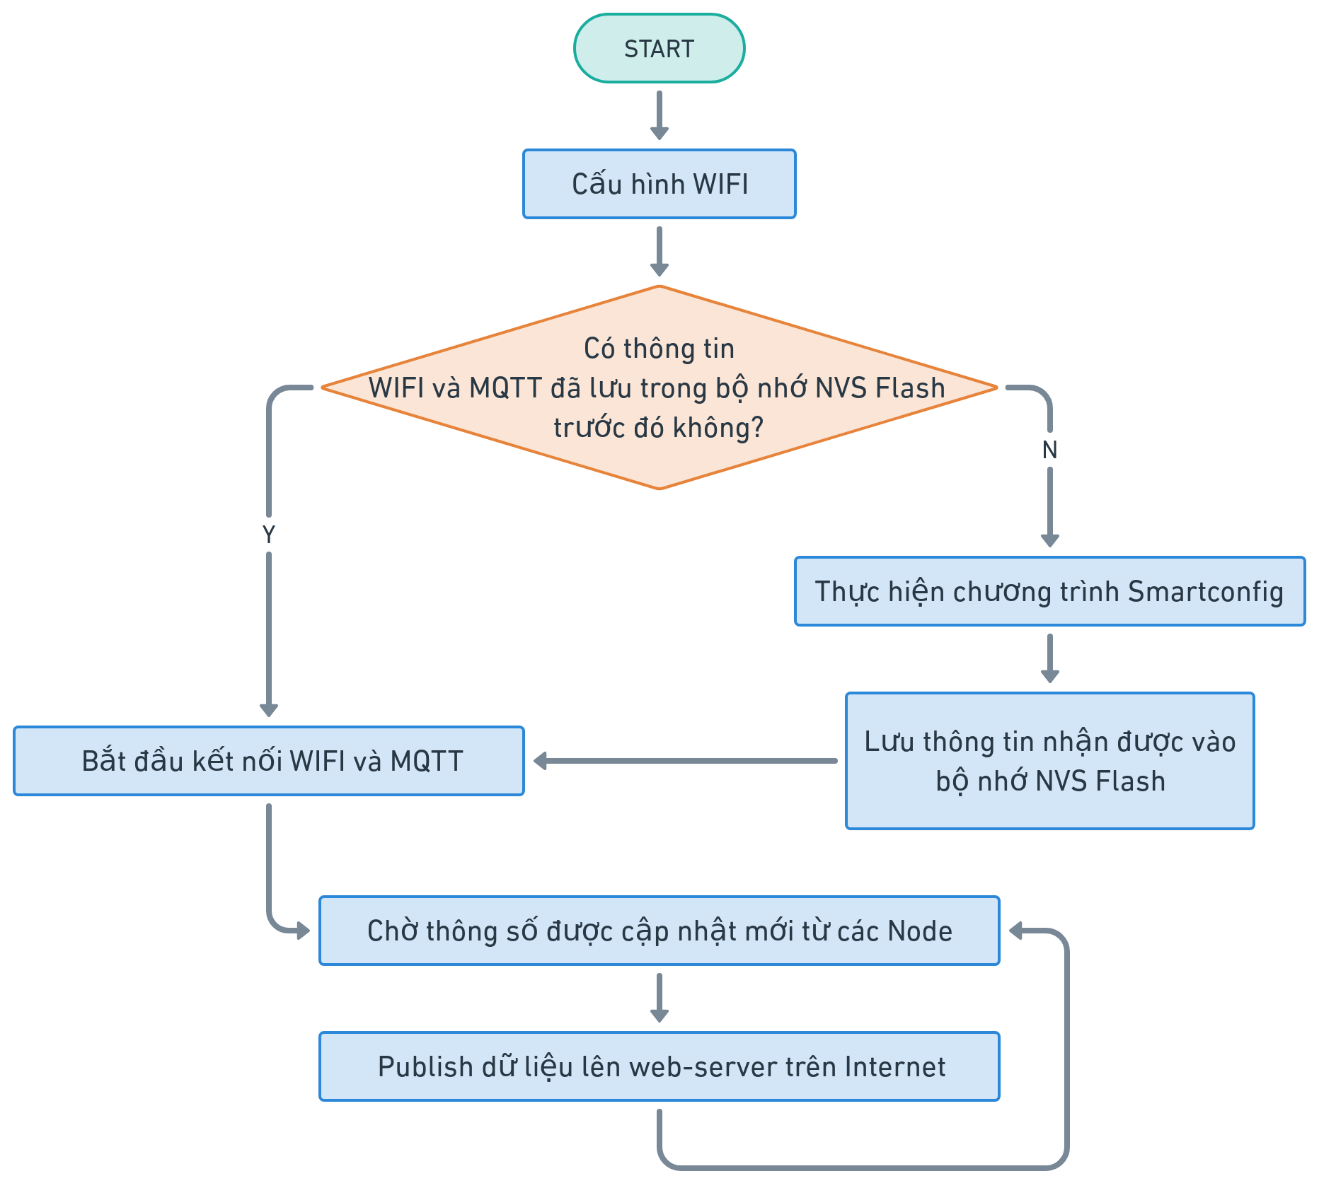 START
Cấu hình WIFI
Có thông tin
WIFI và MQTT đã lưu trong bộ nhớ NVS Flash
trước đó không?
N
Y
Thực hiện chương trình Smartconfig
Lưu thông tin nhận được vào
bộ nhớ NVS Flash
Bắt đầu kết nối WIFI và MQTT
Chờ thông số được cập nhật mới từ các Node
Publish dữ liệu lên web-server trên Internet